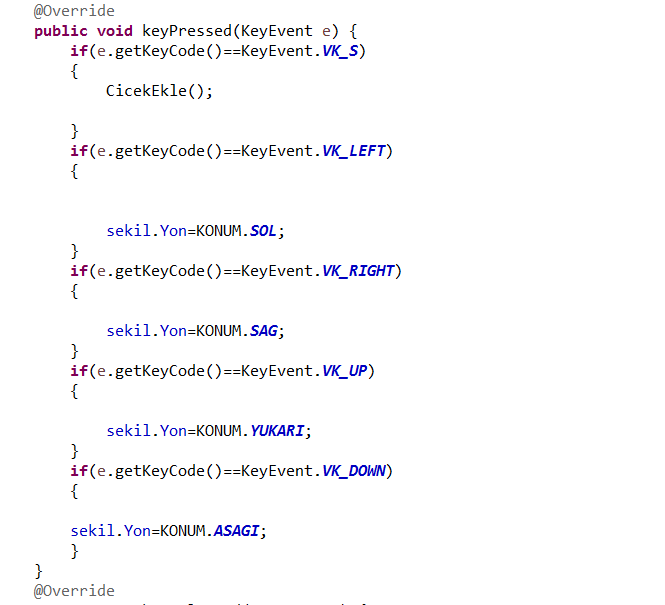 @Override
public void keyPressed(KeyEvent e) {
if(e.getKeyCode()==KeyEvent.VK_S)
{
CicekEkle();
}
if(e.getKeyCode()==KeyEvent.VK_LEFT)
{
sekil.Yon=KONUM.SOL;
}
if(e.getKeyCode()==KeyEvent.VK_RIGHT)
{
sekil.Yon=KONUM.SAG;
}
if(e.getKeyCode()==KeyEvent.VK_UP)
{
sekil.Yon=KONUM.YUKARI;
}
if(e.getKeyCode()==KeyEvent.VK_DOWN)
{
sekil.Yon=KONUM.ASAGI;
}
}
@Override